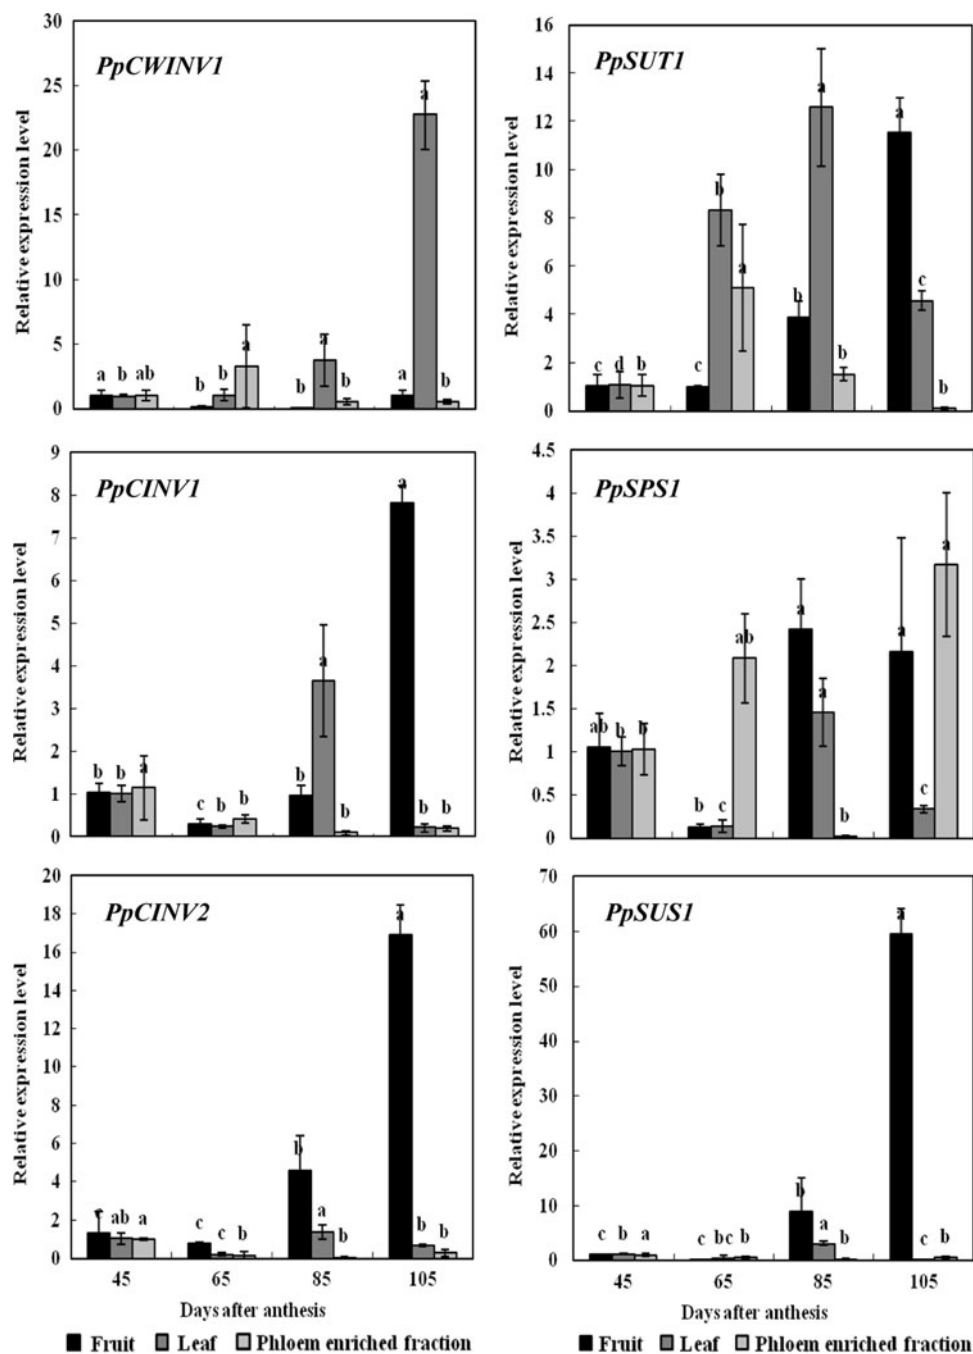 PpCWINV1
Relative expression level
30
25
20
15
10
5
0
a b ab b b a b a b a a b
PpSUT1
Relative expression level
16
14
12
10
8
6
4
2
0
c d b c b a b a b a c b
PpCINV1
Relative expression level
9
8
7
6
5
4
3
2
1
0
b b a c b b b a b a b b
PpSPS1
Relative expression level
4.5
4
3.5
3
2.5
2
1.5
1
0.5
0
ab b b b c ab a a b a c a
PpCINV2
Relative expression level
20
18
16
14
12
10
8
6
4
2
0
c ab a c c b b a b a b b
45 65 85 105
Days after anthesis
PpSUS1
Relative expression level
70
60
50
40
30
20
10
0
c b a c bc b b a b a c b
45 65 85 105
Days after anthesis
Fruit Leaf Phloem enriched fraction
Fruit Leaf Phloem enriched fraction